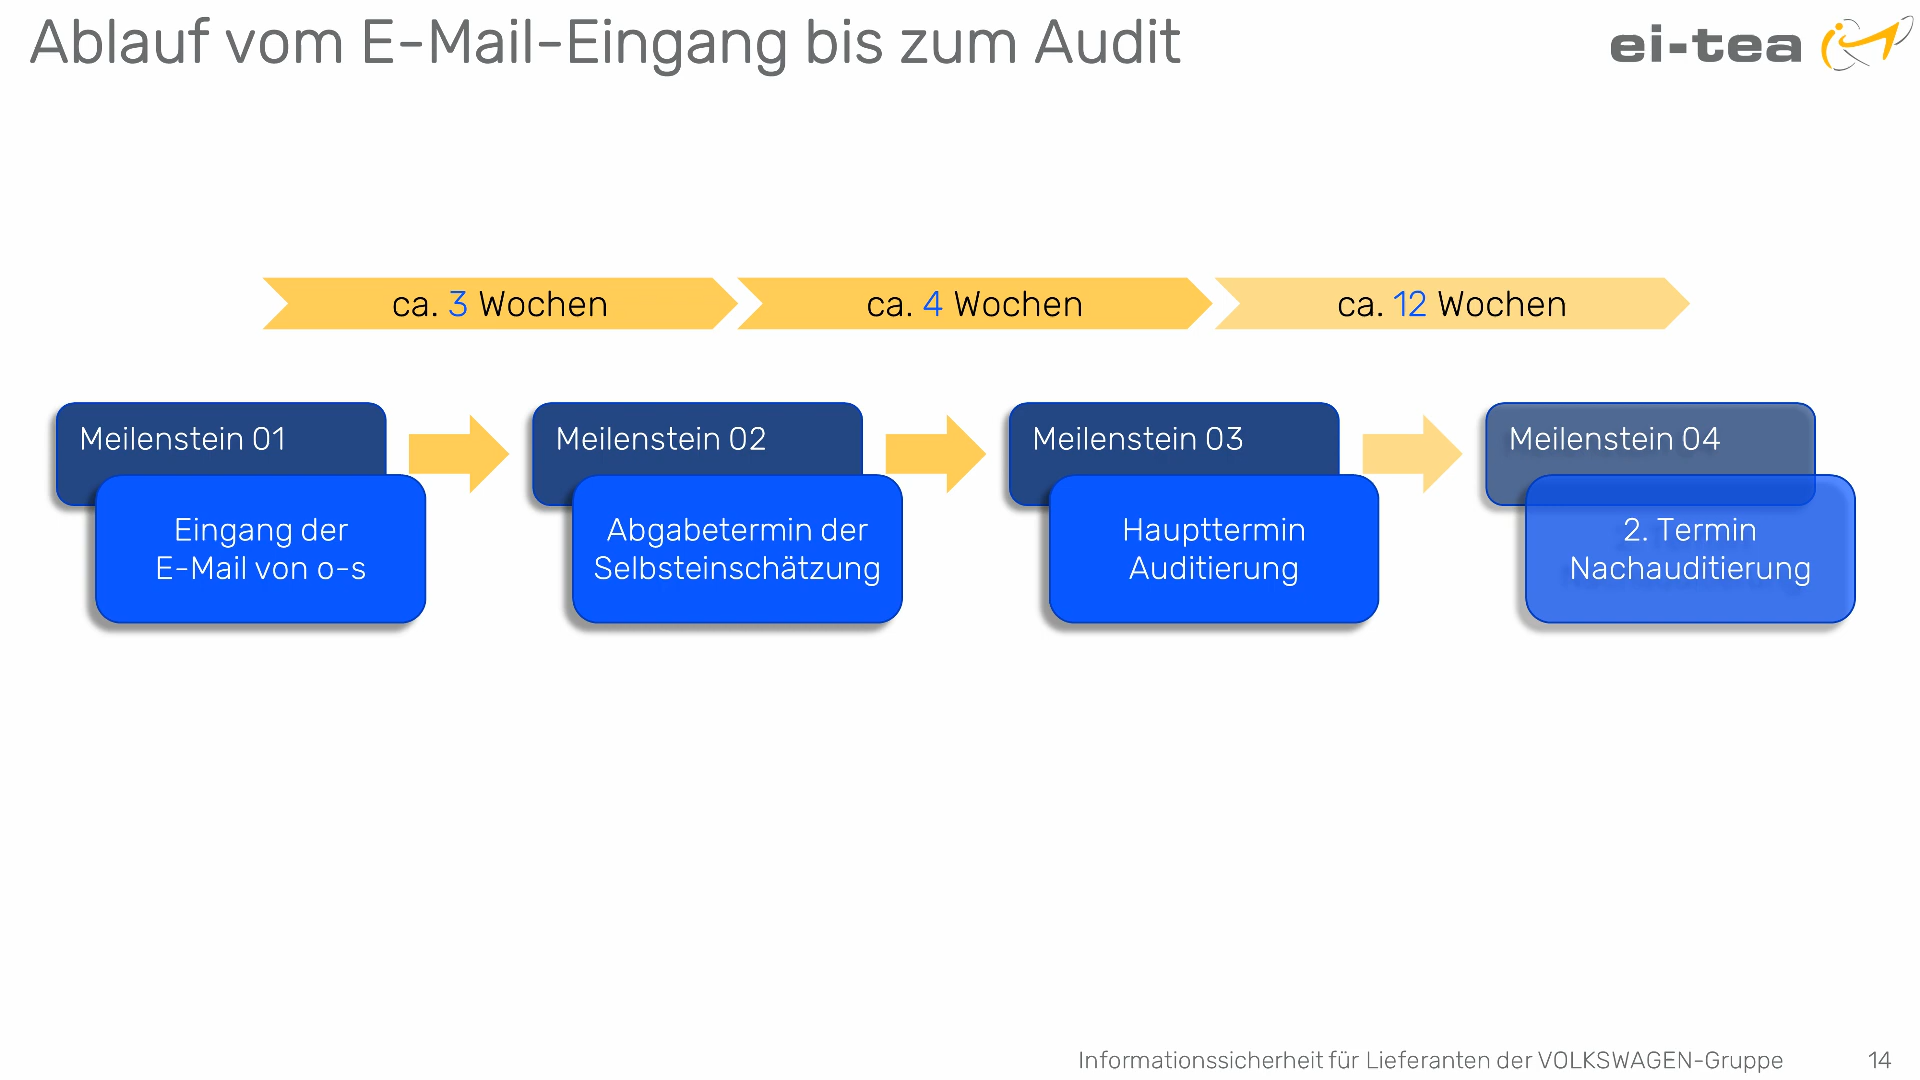 Ablauf vom E-Mail-Eingang bis zum Audit
ei-tea
ca. 3 Wochen
ca. 4 Wochen
ca. 12 Wochen
Meilenstein 01
Eingang der
E-Mail von o-s
Meilenstein 02
Abgabetermin der
Selbsteinschätzung
Meilenstein 03
Haupttermin
Auditierung
Meilenstein 04
2. Termin
Nachauditierung
Informationssicherheit für Lieferanten der VOLKSWAGEN-Gruppe
14